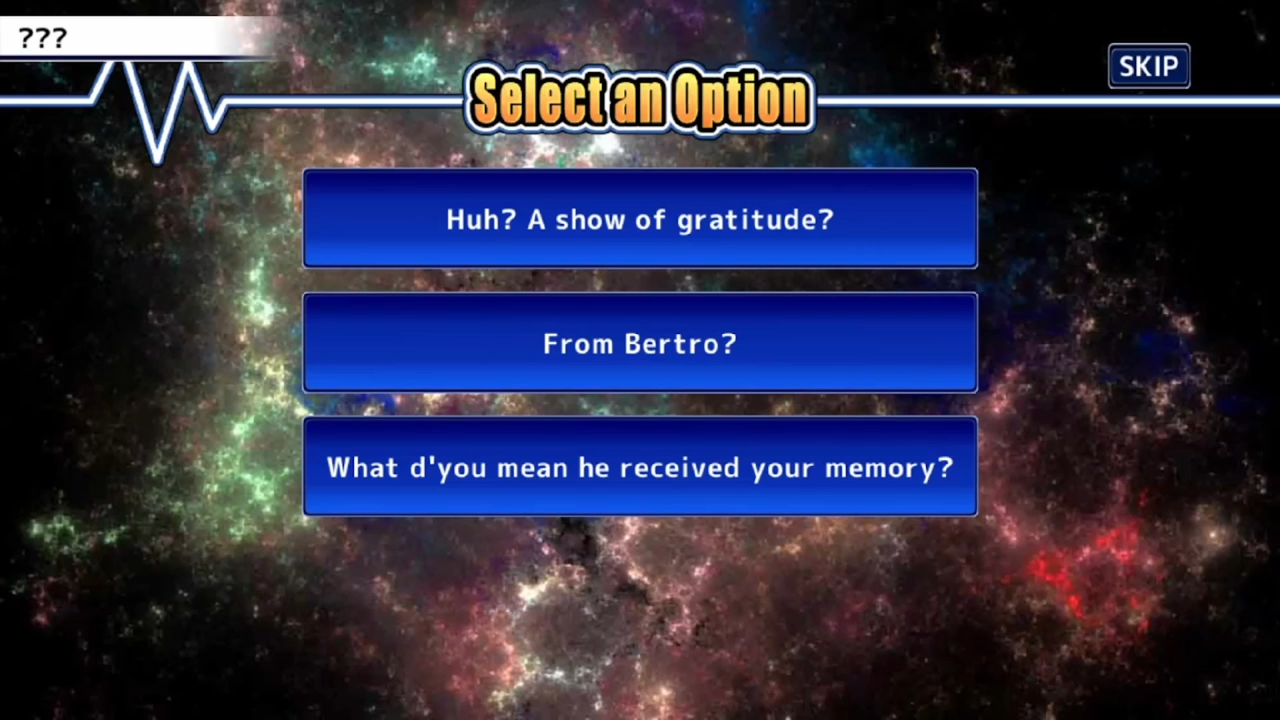 ???
SKIP
Select an Option
Huh? A show of gratitude?
From Bertro?
What d'you mean he received your memory?